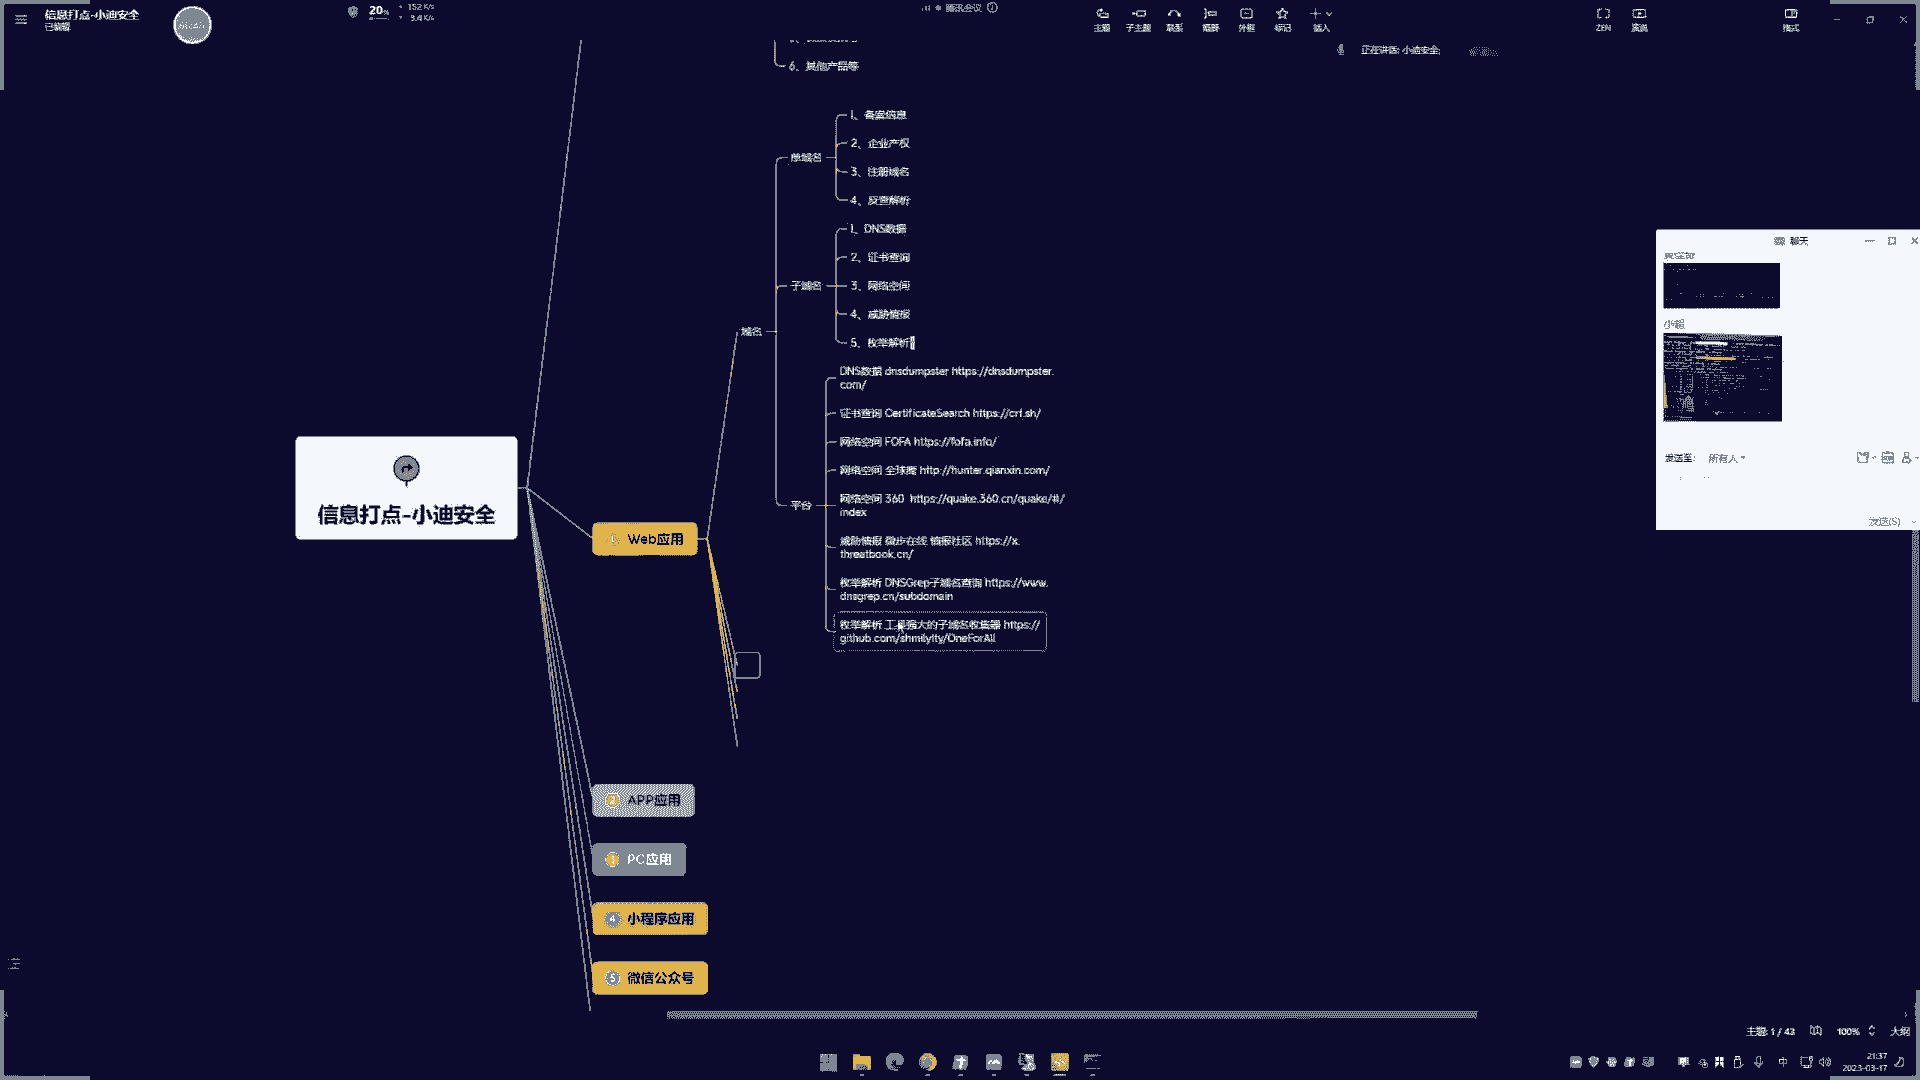 信息打点-小迪安全
已编辑
20%
152 K/s
3.4 K/s
腾讯会议
主题
子主题
联系
概要
外框
标记
插入
ZEN
演说
格式
正在讲话: 小迪安全
6、其他产品等
单域名
1、备案信息
2、企业产权
3、注册域名
4、反查解析
域名
子域名
1、DNS数据
2、证书查询
3、网络空间
4、威胁情报
5、枚举解析
平台
DNS数据 dnsdumpster https://dnsdumpster.
com/
证书查询 CertificateSearch https://crt.sh/
网络空间 FOFA https://fofa.info/
网络空间 全球鹰 http://hunter.qianxin.com/
网络空间 360 https://quake.360.cn/quake/#/
index
威胁情报 微步在线 情报社区 https://x.
threatbook.cn/
枚举解析 DNSGrep子域名查询 https://www.
dnsgrep.cn/subdomain
枚举解析 工具强大的子域名收集器 https://
github.com/shmilylty/OneForAll
信息打点-小迪安全
Web应用
2 APP应用
3 PC应用
4 小程序应用
5 微信公众号
聊天
发送至: 所有人
发送(S)
主题: 1 / 43
100%
大纲
中
21:37
2023-03-17